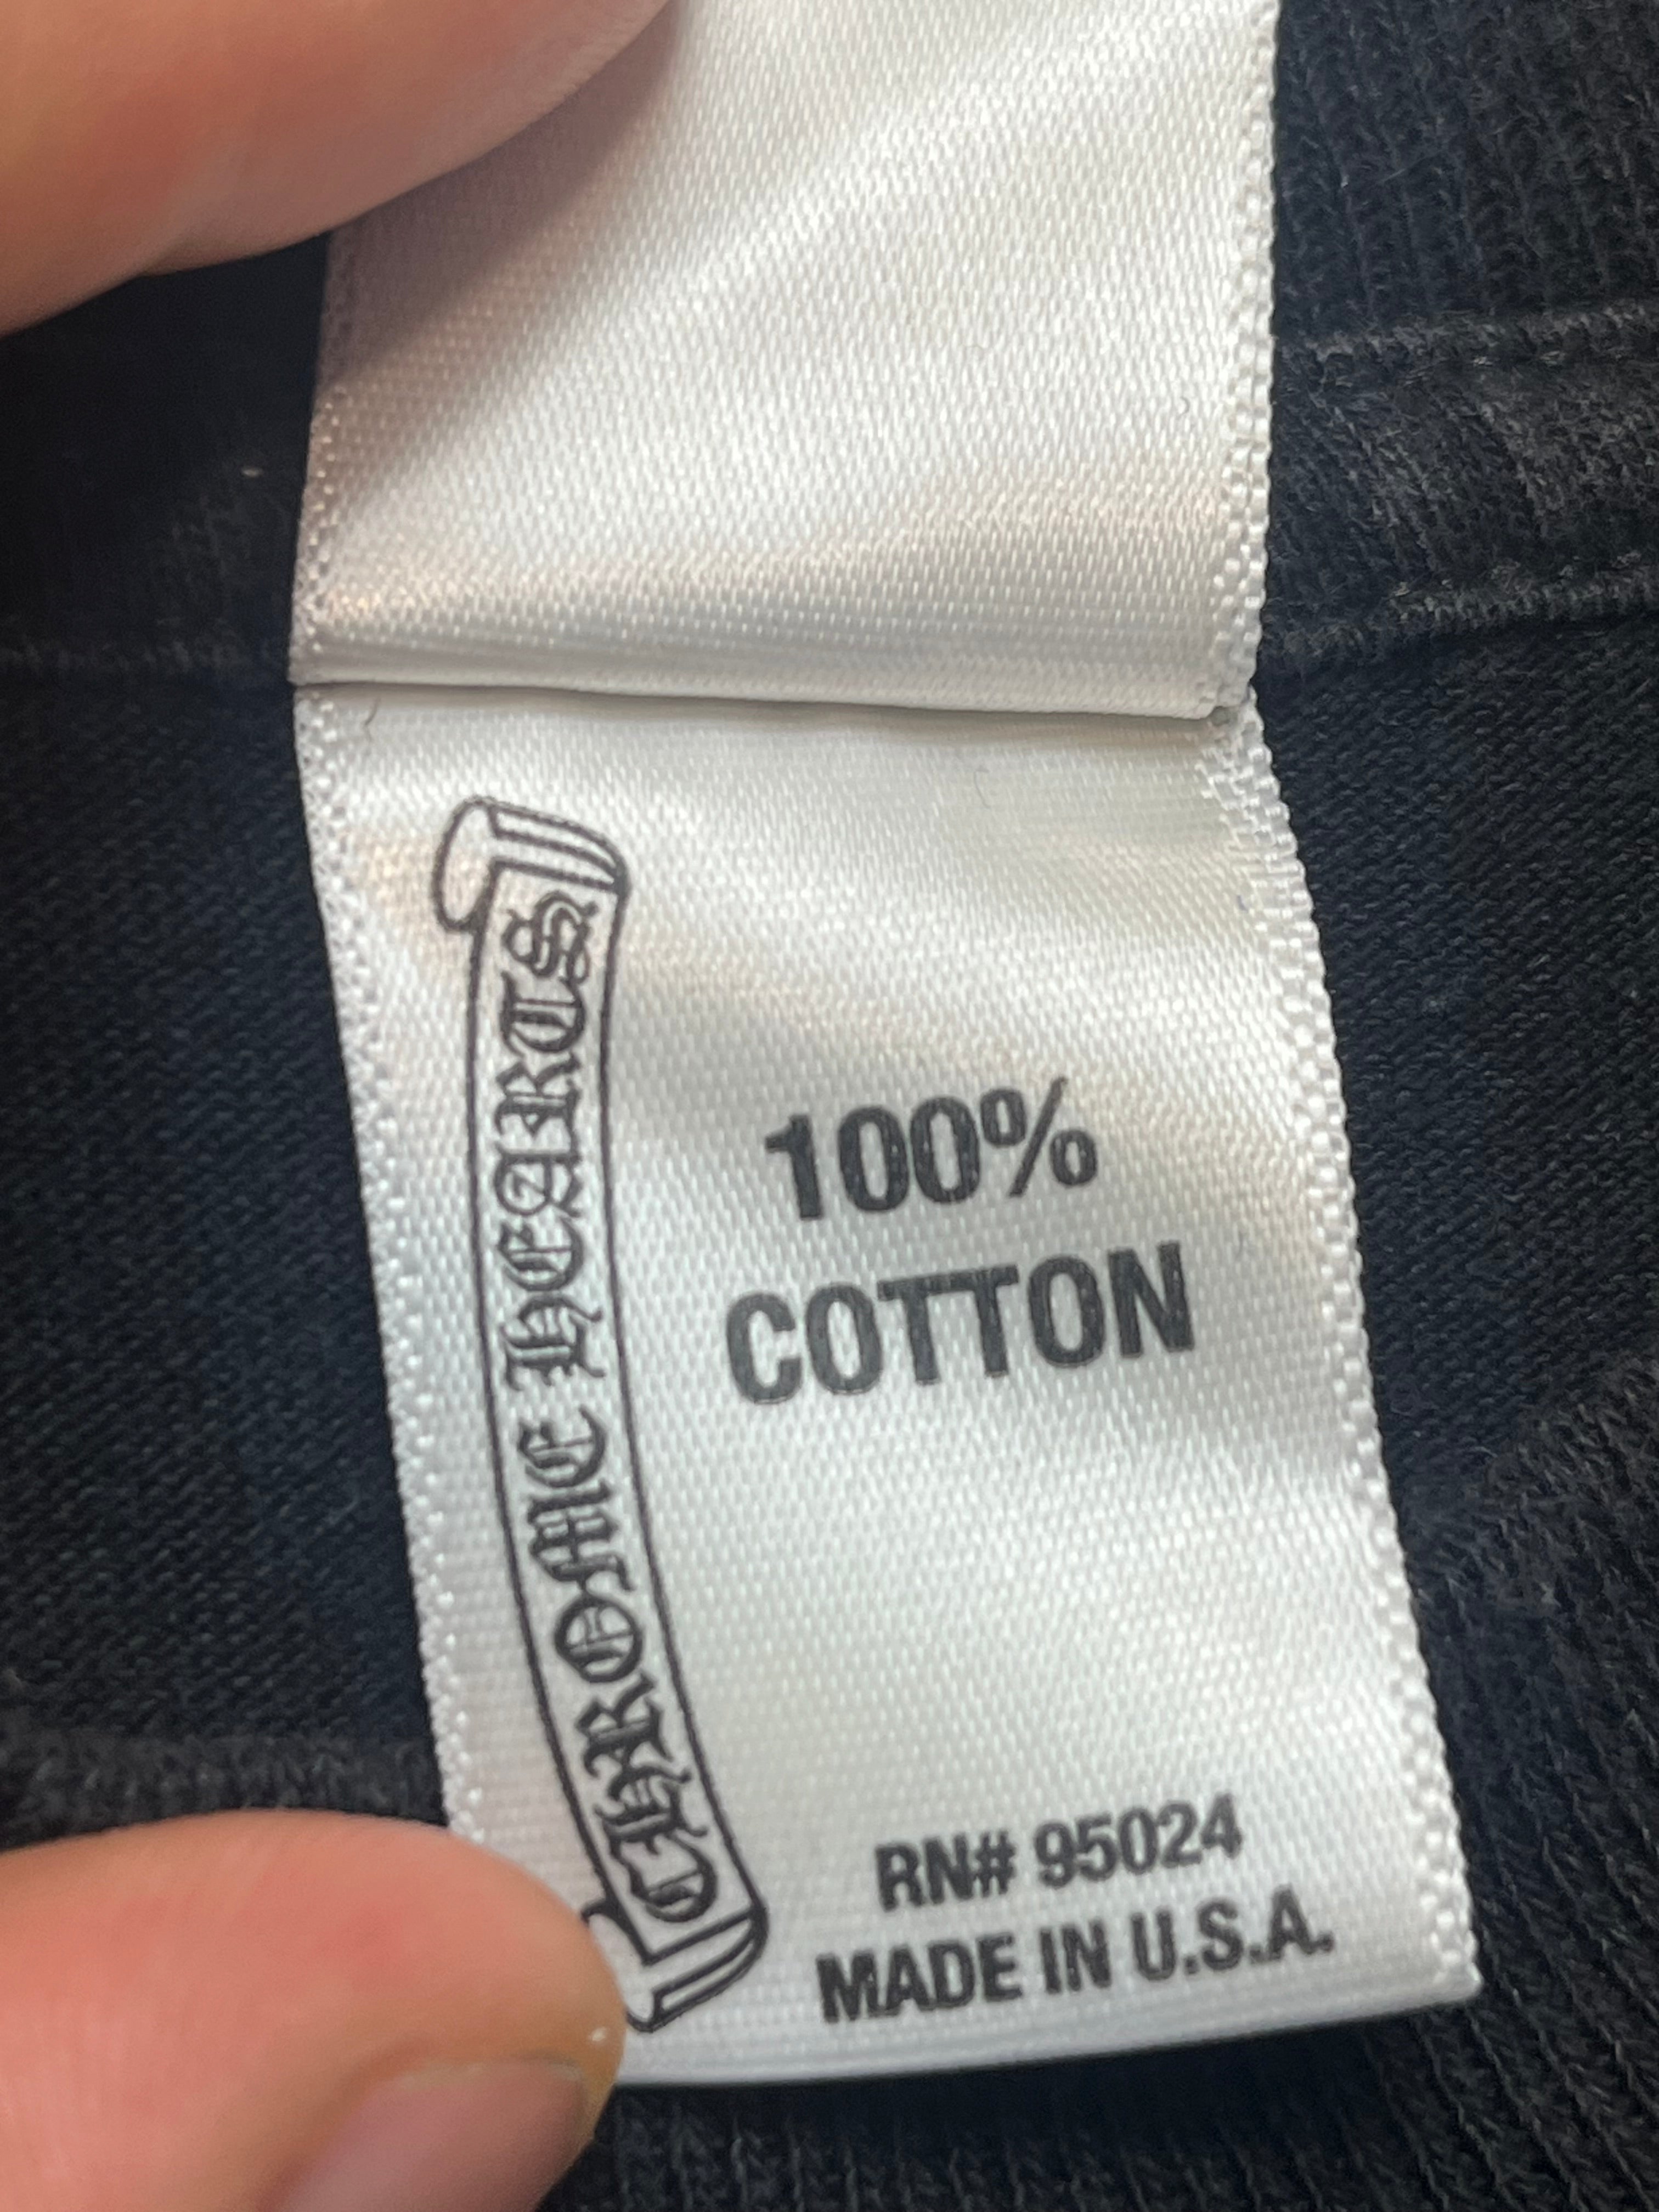 CHROME HEARTS
100%
COTTON
RN# 95024
MADE IN U.S.A.